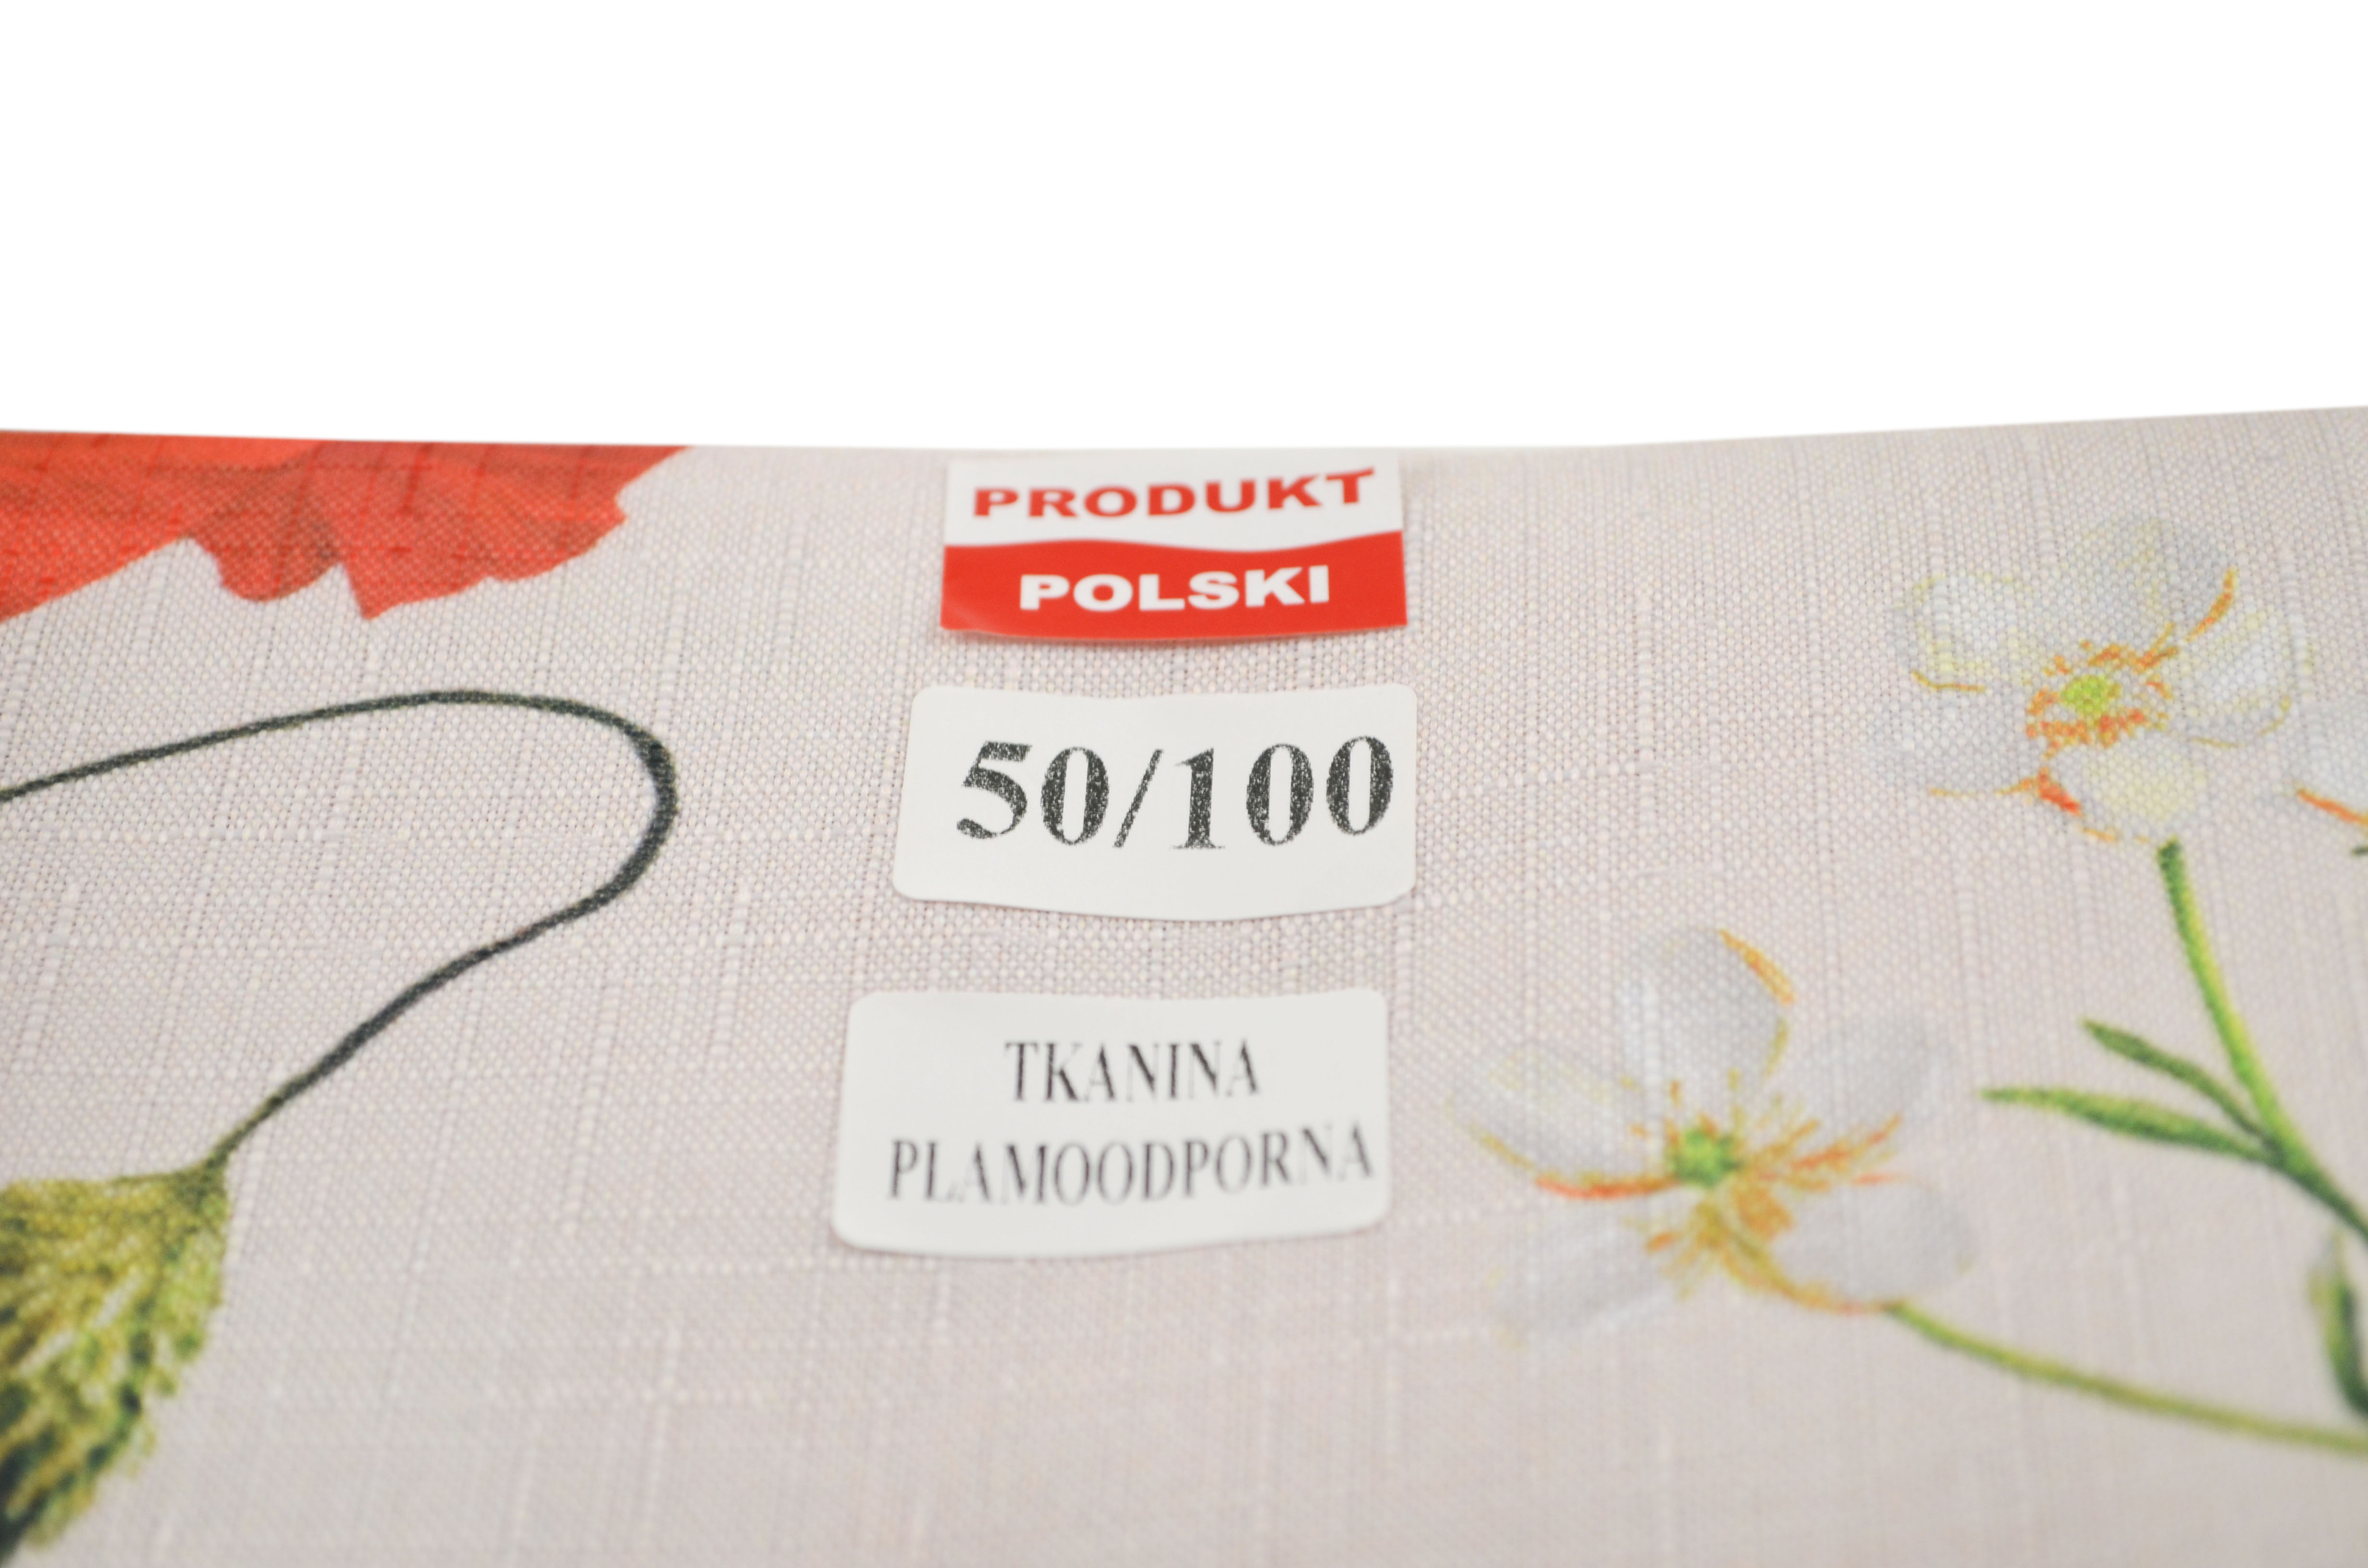 PRODUKT
POLSKI
50/100
TKANINA
PLAMOODPORNA